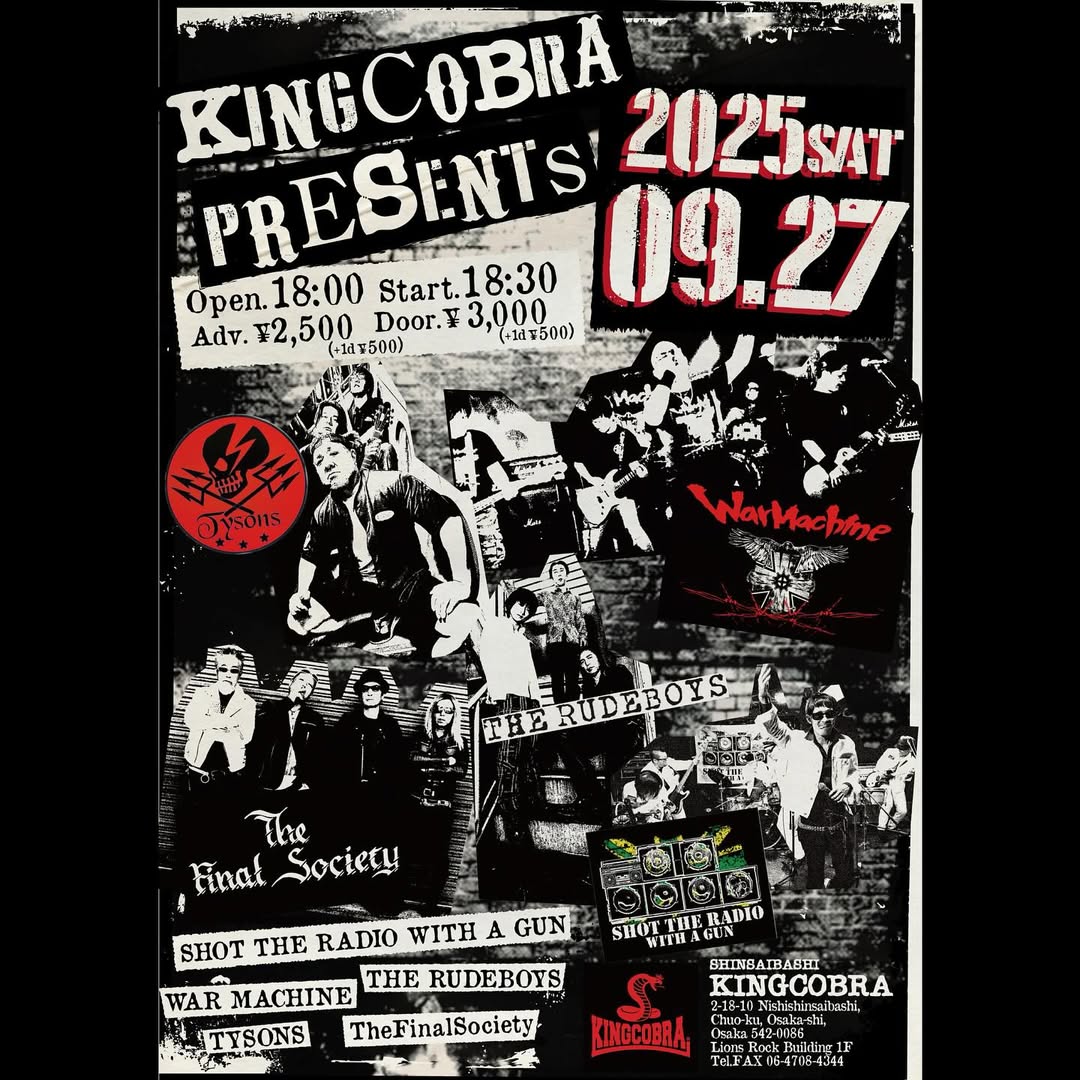 KINGCOBRA
PRESENTS
2025SAT
09.27
Open.18:00 Start.18:30
Adv. ¥2,500 Door.¥3,000
(+1d¥500) (+1d¥500)
Tysons
Mach
Marshall
WarMachine
THE RUDEBOYS
The
Final Society
SHOT THE RADIO
WITH A GUN
SHOT THE RADIO WITH A GUN
WAR MACHINE
THE RUDEBOYS
TYSONS
TheFinalSociety
KINGCOBRA
SHINSAIBASHI
KINGCOBRA
2-18-10 Nishishinsaibashi,
Chuo-ku, Osaka-shi,
Osaka 542-0086
Lions Rock Building 1F
Tel.FAX 06-4708-4344